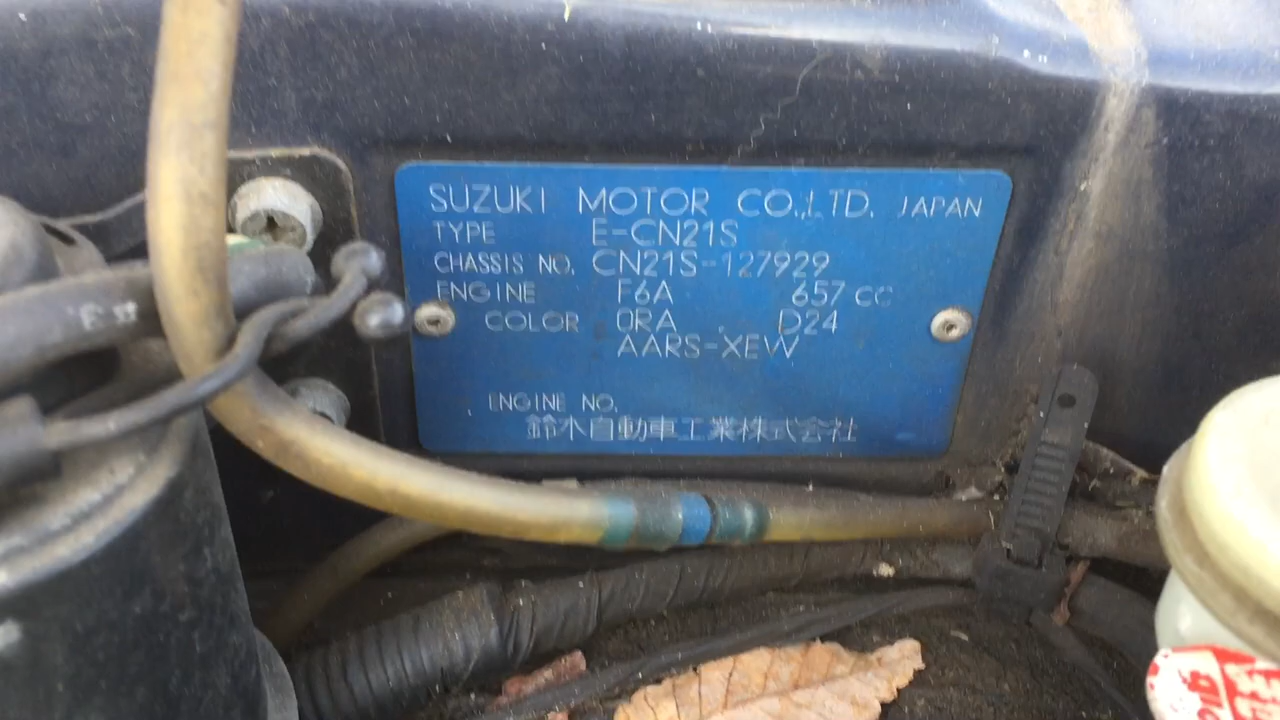 SUZUKI MOTOR CO.,LTD. JAPAN
TYPE E-CN21S
CHASSIS NO. CN21S-127929
ENGINE F6A 657 cc
COLOR 0RA . D24
AARS-XEW
ENGINE NO.
鈴木自動車工業株式会社